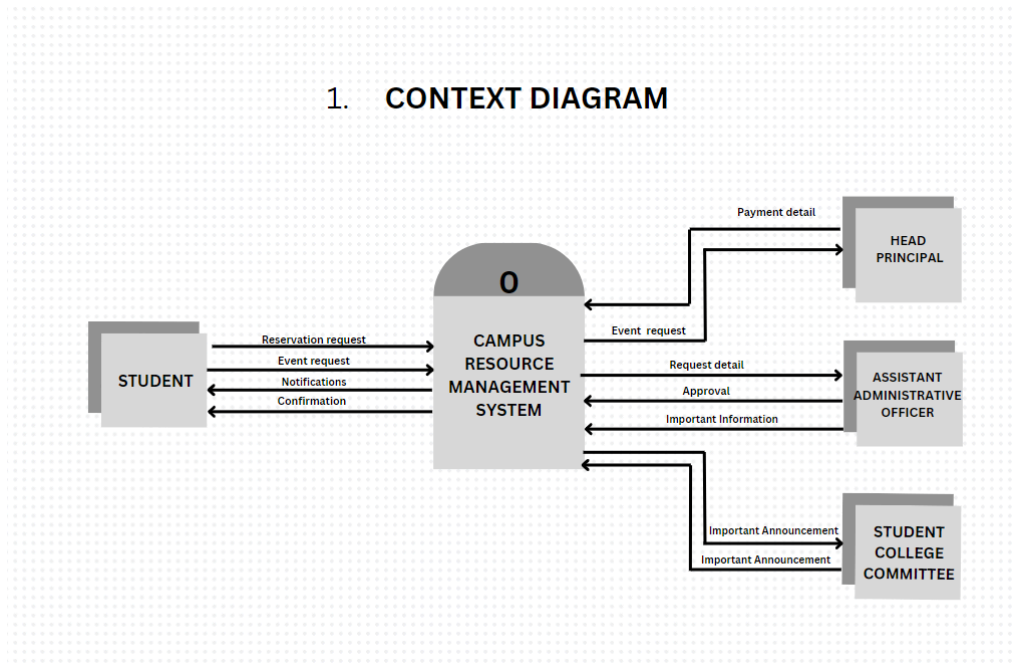 1. CONTEXT DIAGRAM
Payment detail
HEAD
PRINCIPAL
0
Event request
CAMPUS
RESOURCE
MANAGEMENT
SYSTEM
Reservation request
Event request
Notifications
Confirmation
STUDENT
Request detail
Approval
Important Information
ASSISTANT
ADMINISTRATIVE
OFFICER
Important Announcement
Important Announcement
STUDENT
COLLEGE
COMMITTEE